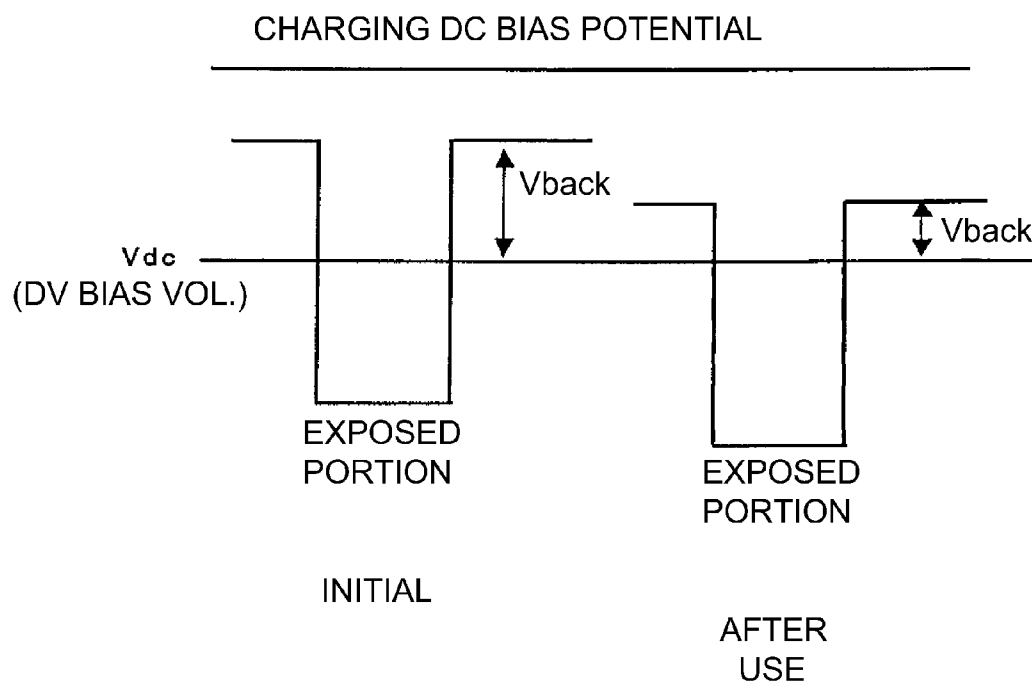 CHARGING DC BIAS POTENTIAL
Vback
Vback
Vdc
(DV BIAS VOL.)
EXPOSED
PORTION
EXPOSED
PORTION
INITIAL
AFTER
USE